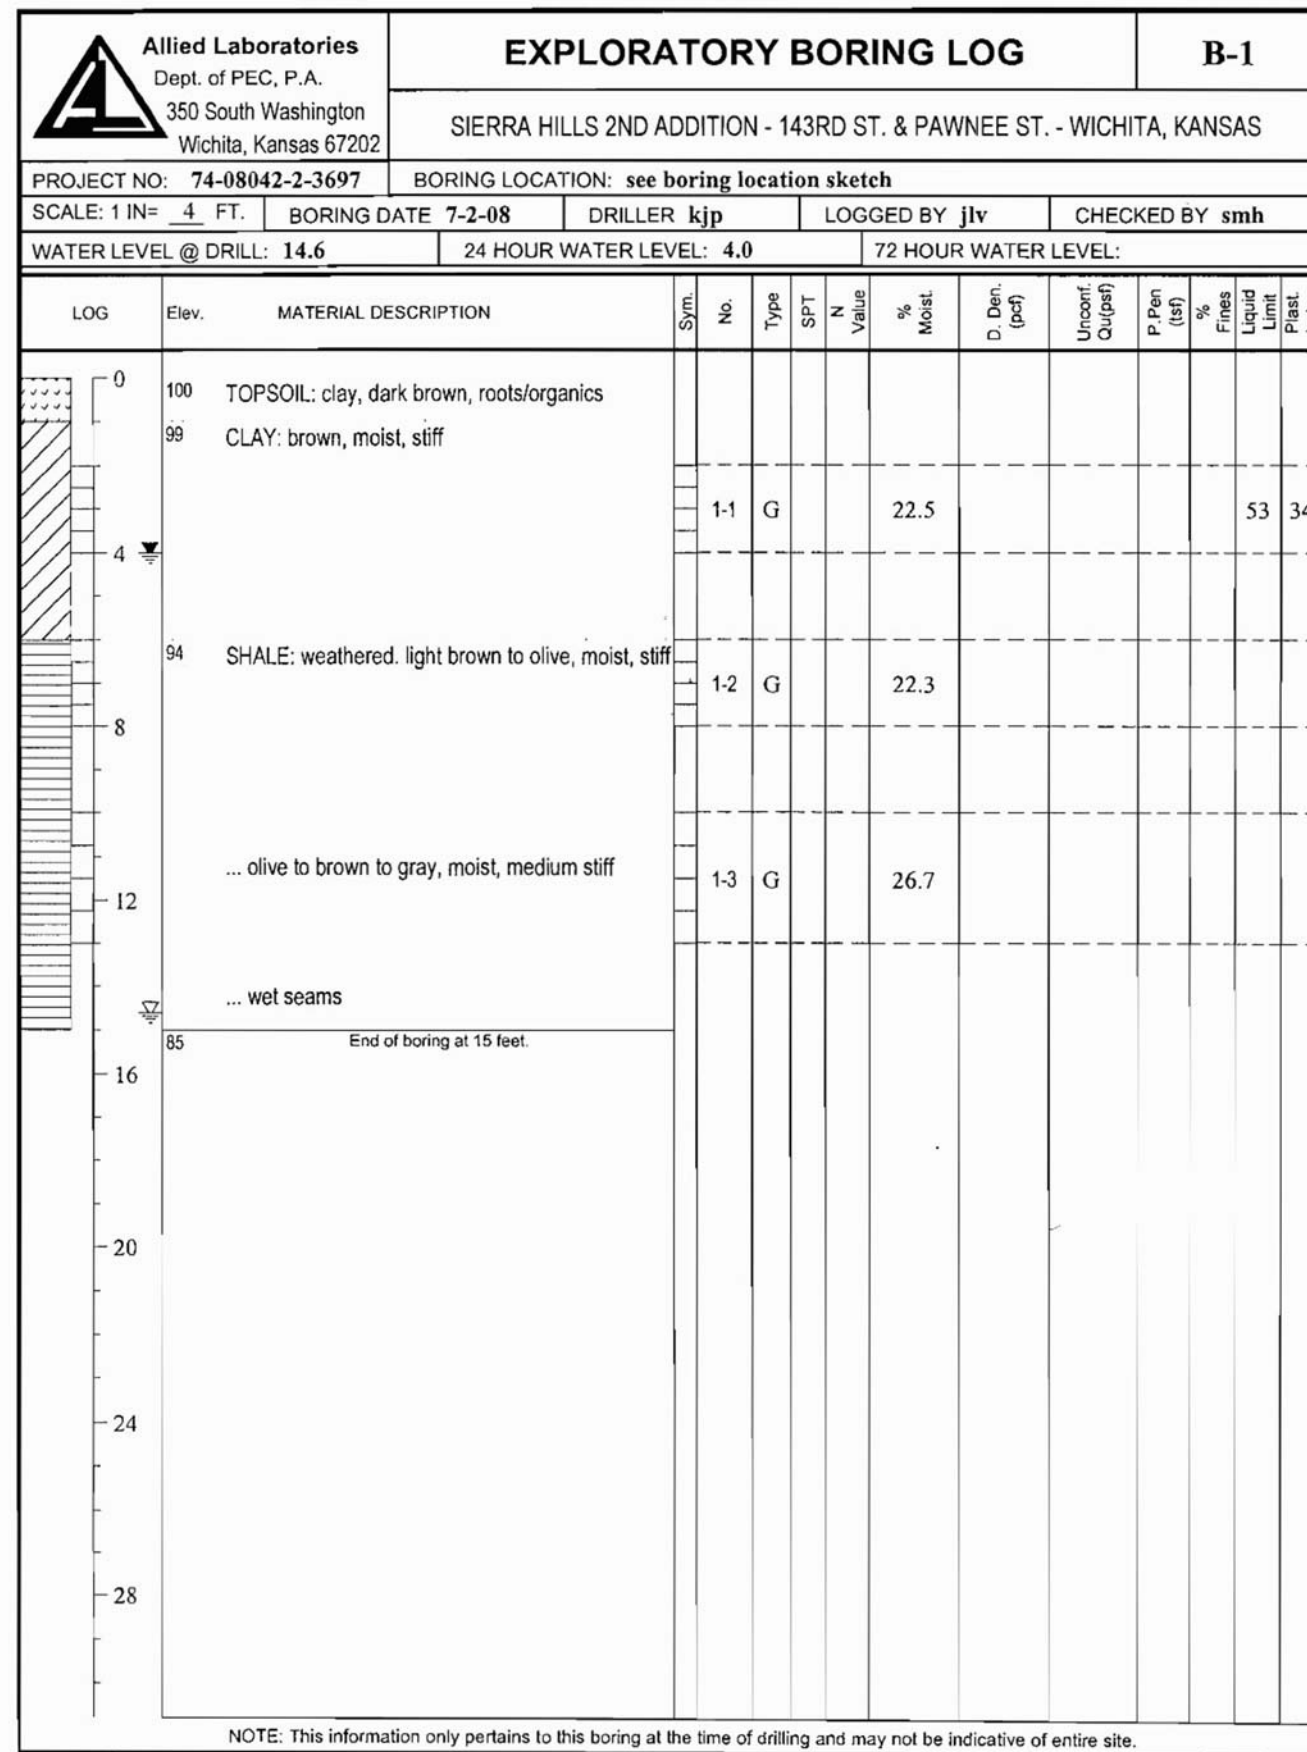 Allied Laboratories
Dept. of PEC, P.A.
350 South Washington
Wichita, Kansas 67202
EXPLORATORY BORING LOG
B-1
SIERRA HILLS 2ND ADDITION - 143RD ST. & PAWNEE ST. - WICHITA, KANSAS
PROJECT NO: 74-08042-2-3697 BORING LOCATION: see boring location sketch
SCALE: 1 IN= 4 FT. BORING DATE 7-2-08 DRILLER kjp LOGGED BY jlv CHECKED BY smh
WATER LEVEL @ DRILL: 14.6 24 HOUR WATER LEVEL: 4.0 72 HOUR WATER LEVEL:
LOG Elev. MATERIAL DESCRIPTION Sym. No. Type SPT N Value % Moist. D. Den. (pcf) Unconf. Qu(psf) P.Pen (tsf) % Fines Liquid Limit Plast.
0
100 TOPSOIL: clay, dark brown, roots/organics
99 CLAY: brown, moist, stiff
1-1 G 22.5 53 34
4
94 SHALE: weathered. light brown to olive, moist, stiff
1-2 G 22.3
8
... olive to brown to gray, moist, medium stiff
1-3 G 26.7
12
... wet seams
85 End of boring at 15 feet.
16
20
24
28
NOTE: This information only pertains to this boring at the time of drilling and may not be indicative of entire site.